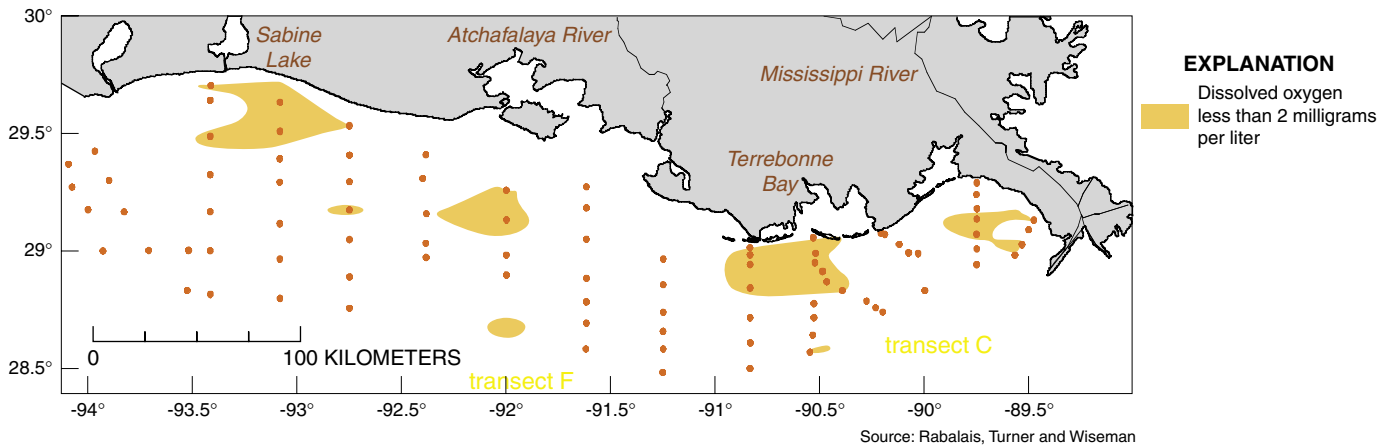 30°
29.5°
29°
28.5°
Sabine
Lake
Atchafalaya River
Mississippi River
Terrebonne
Bay
EXPLANATION
Dissolved oxygen
less than 2 milligrams
per liter
0
100 KILOMETERS
transect F
transect C
-94°
-93.5°
-93°
-92.5°
-92°
-91.5°
-91°
-90.5°
-90°
-89.5°
Source: Rabalais, Turner and Wiseman